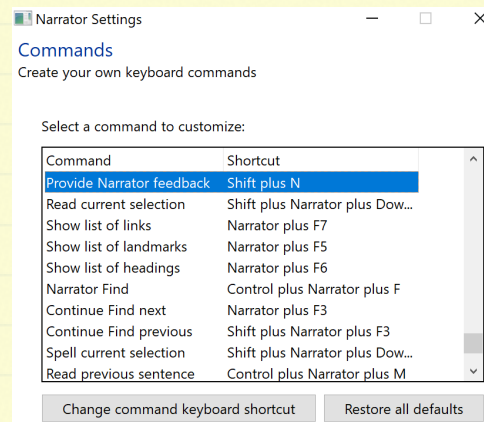 Narrator Settings
Commands
Create your own keyboard commands
Select a command to customize:
Command Shortcut
Provide Narrator feedback Shift plus N
Read current selection Shift plus Narrator plus Dow...
Show list of links Narrator plus F7
Show list of landmarks Narrator plus F5
Show list of headings Narrator plus F6
Narrator Find Control plus Narrator plus F
Continue Find next Narrator plus F3
Continue Find previous Shift plus Narrator plus F3
Spell current selection Shift plus Narrator plus Dow...
Read previous sentence Control plus Narrator plus M
Change command keyboard shortcut Restore all defaults